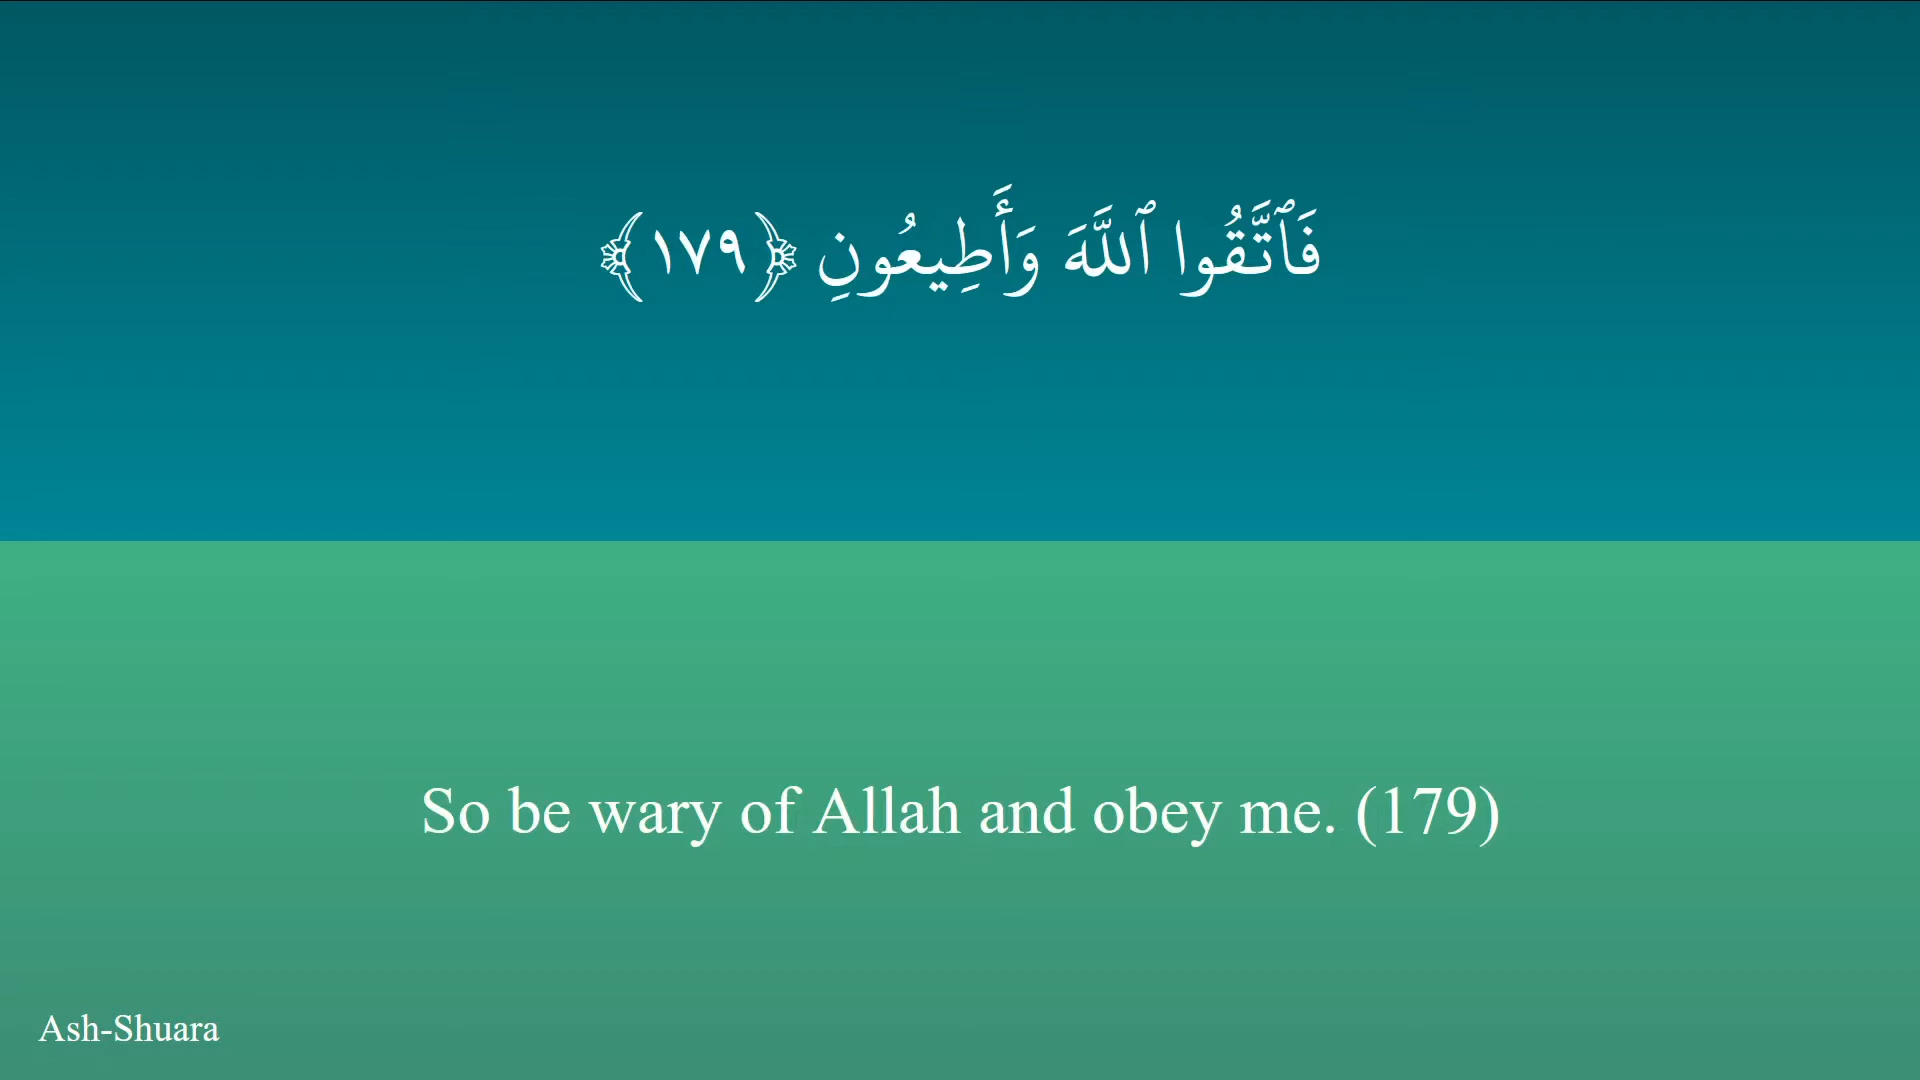 فَٱتَّقُوا ٱللَّهَ وَأَطِيعُونِ ﴿١٧٩﴾
So be wary of Allah and obey me. (179)
Ash-Shuara